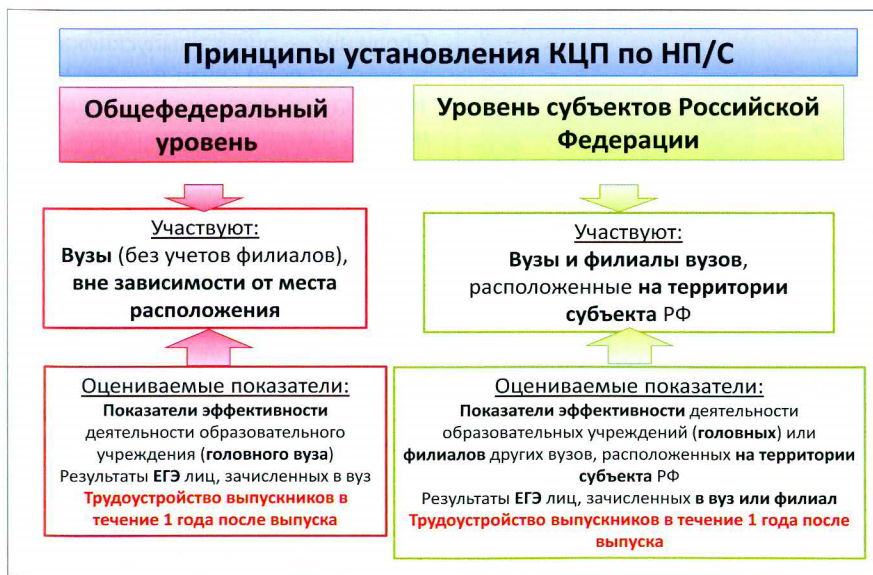 Принципы установления КЦП по НП/С
Общефедеральный
уровень
Участвуют:
Вузы (без учетов филиалов),
вне зависимости от места
расположения
Оцениваемые показатели:
Показатели эффективности
деятельности образовательного
учреждения (головного вуза)
Результаты ЕГЭ лиц, зачисленных в вуз
Трудоустройство выпускников в
течение 1 года после выпуска
Уровень субъектов Российской
Федерации
Участвуют:
Вузы и филиалы вузов,
расположенные на территории
субъекта РФ
Оцениваемые показатели:
Показатели эффективности деятельности
образовательных учреждений (головных) или
филиалов других вузов, расположенных на территории
субъекта РФ
Результаты ЕГЭ лиц, зачисленных в вуз или филиал
Трудоустройство выпускников в течение 1 года после
выпуска